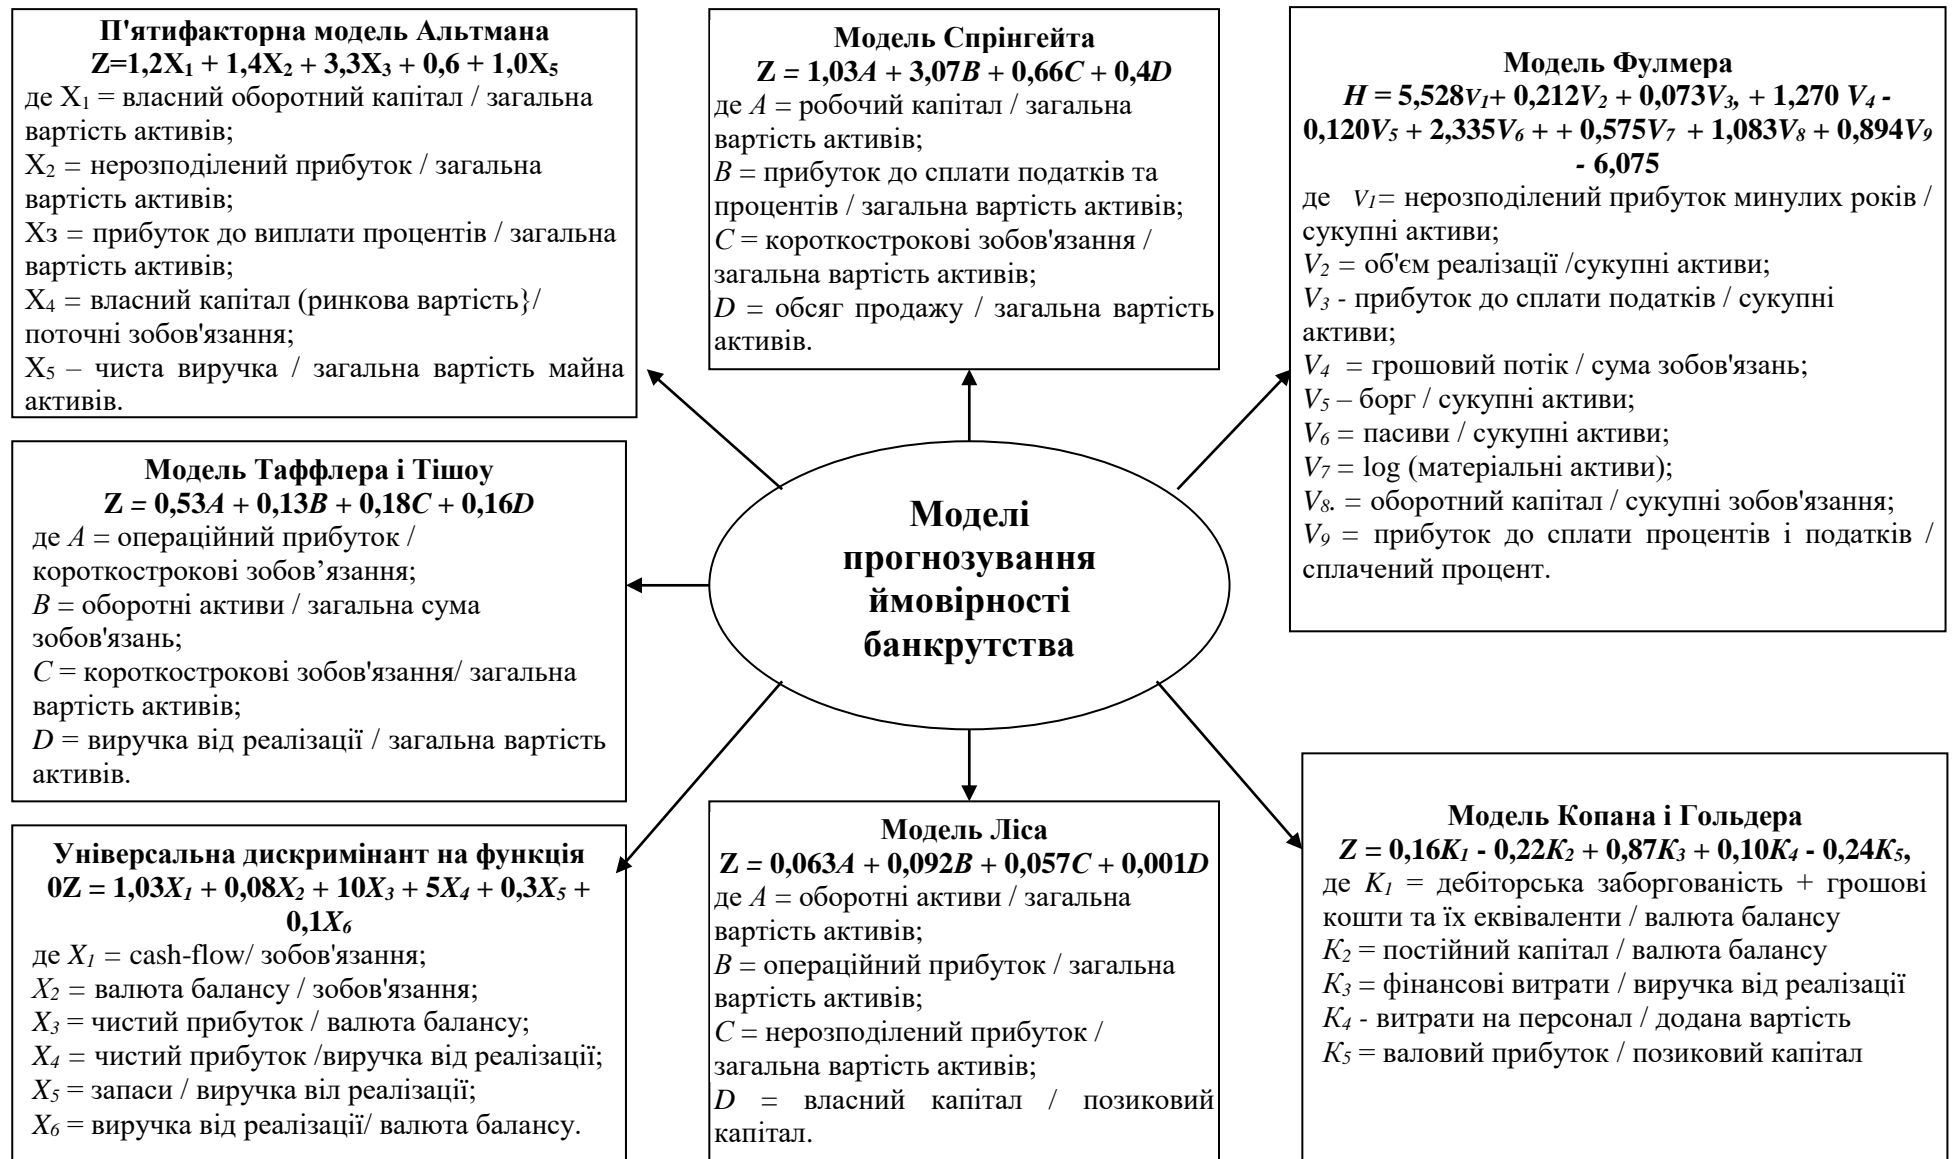 П'ятифакторна модель Альтмана
Z=1,2X₁ + 1,4X₂ + 3,3X₃ + 0,6 + 1,0X₅
де X₁ = власний оборотний капітал / загальна
вартість активів;
X₂ = нерозподілений прибуток / загальна
вартість активів;
Хз = прибуток до виплати процентів / загальна
вартість активів;
X₄ = власний капітал (ринкова вартість}/
поточні зобов'язання;
X₅ – чиста виручка / загальна вартість майна
активів.
Модель Спрінгейта
Z = 1,03A + 3,07B + 0,66C + 0,4D
де A = робочий капітал / загальна
вартість активів;
B = прибуток до сплати податків та
процентів / загальна вартість активів;
C = короткострокові зобов'язання /
загальна вартість активів;
D = обсяг продажу / загальна вартість
активів.
Модель Фулмера
H = 5,528V₁+ 0,212V₂ + 0,073V₃, + 1,270 V₄ -
0,120V₅ + 2,335V₆ + + 0,575V₇ + 1,083V₈ + 0,894V₉
- 6,075
де V₁= нерозподілений прибуток минулих років /
сукупні активи;
V₂ = об'єм реалізації /сукупні активи;
V₃ - прибуток до сплати податків / сукупні
активи;
V₄ = грошовий потік / сума зобов'язань;
V₅ – борг / сукупні активи;
V₆ = пасиви / сукупні активи;
V₇ = log (матеріальні активи);
V₈. = оборотний капітал / сукупні зобов'язання;
V₉ = прибуток до сплати процентів і податків /
сплачений процент.
Модель Таффлера і Тішоу
Z = 0,53A + 0,13B + 0,18C + 0,16D
де A = операційний прибуток /
короткострокові зобов’язання;
B = оборотні активи / загальна сума
зобов'язань;
C = короткострокові зобов'язання/ загальна
вартість активів;
D = виручка від реалізації / загальна вартість
активів.
Моделі
прогнозування
ймовірності
банкрутства
Універсальна дискримінант на функція
0Z = 1,03X₁ + 0,08X₂ + 10X₃ + 5X₄ + 0,3X₅ +
0,1X₆
де X₁ = cash-flow/ зобов'язання;
X₂ = валюта балансу / зобов'язання;
X₃ = чистий прибуток / валюта балансу;
X₄ = чистий прибуток /виручка від реалізації;
X₅ = запаси / виручка віл реалізації;
X₆ = виручка від реалізації/ валюта балансу.
Модель Ліса
Z = 0,063A + 0,092B + 0,057C + 0,001D
де A = оборотні активи / загальна
вартість активів;
B = операційний прибуток / загальна
вартість активів;
C = нерозподілений прибуток /
загальна вартість активів;
D = власний капітал / позиковий
капітал.
Модель Копана і Гольдера
Z = 0,16K₁ - 0,22K₂ + 0,87K₃ + 0,10K₄ - 0,24K₅,
де K₁ = дебіторська заборгованість + грошові
кошти та їх еквіваленти / валюта балансу
K₂ = постійний капітал / валюта балансу
K₃ = фінансові витрати / виручка від реалізації
K₄ - витрати на персонал / додана вартість
K₅ = валовий прибуток / позиковий капітал